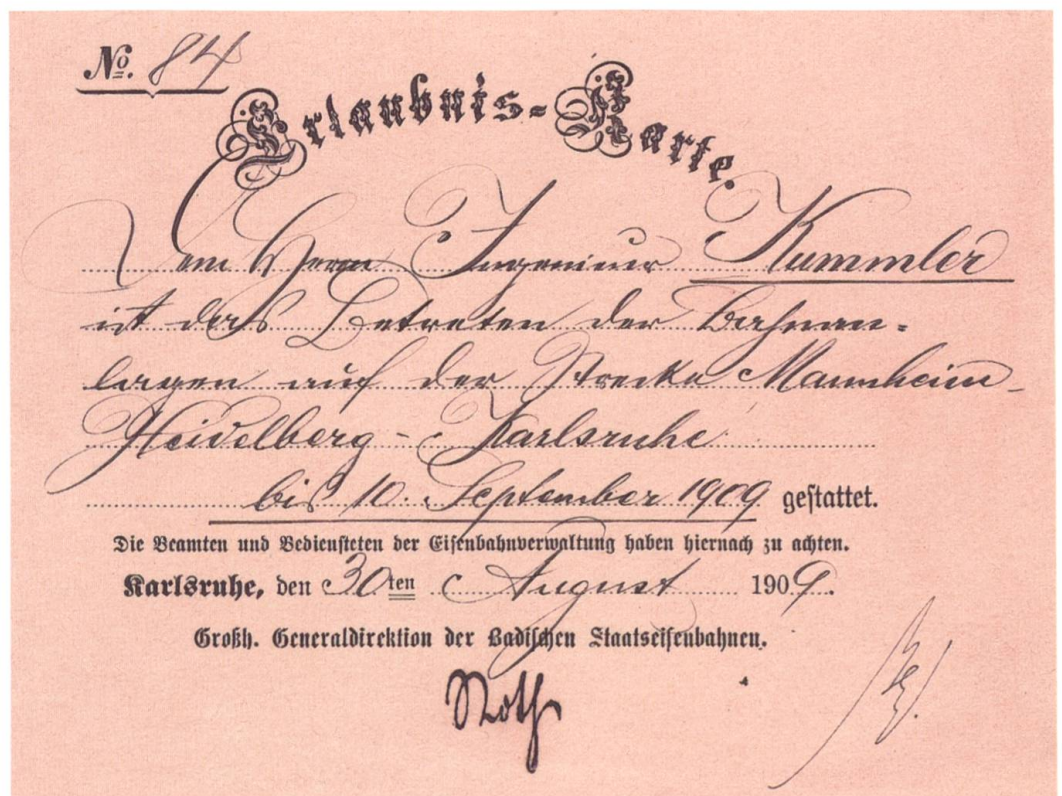 No. 84
Erlaubnis-Karte.
Dem Herrn Ingenieur Kummler
ist das Betreten der Bahnan-
lagen auf der Strecke Mannheim-
Heidelberg - Karlsruhe
bis 10. September 1909 gestattet.
Die Beamten und Bediensteten der Eisenbahnverwaltung haben hiernach zu achten.
Karlsruhe, den 30ten August 1909.
Großh. Generaldirektion der Badischen Staatseisenbahnen.
Roth